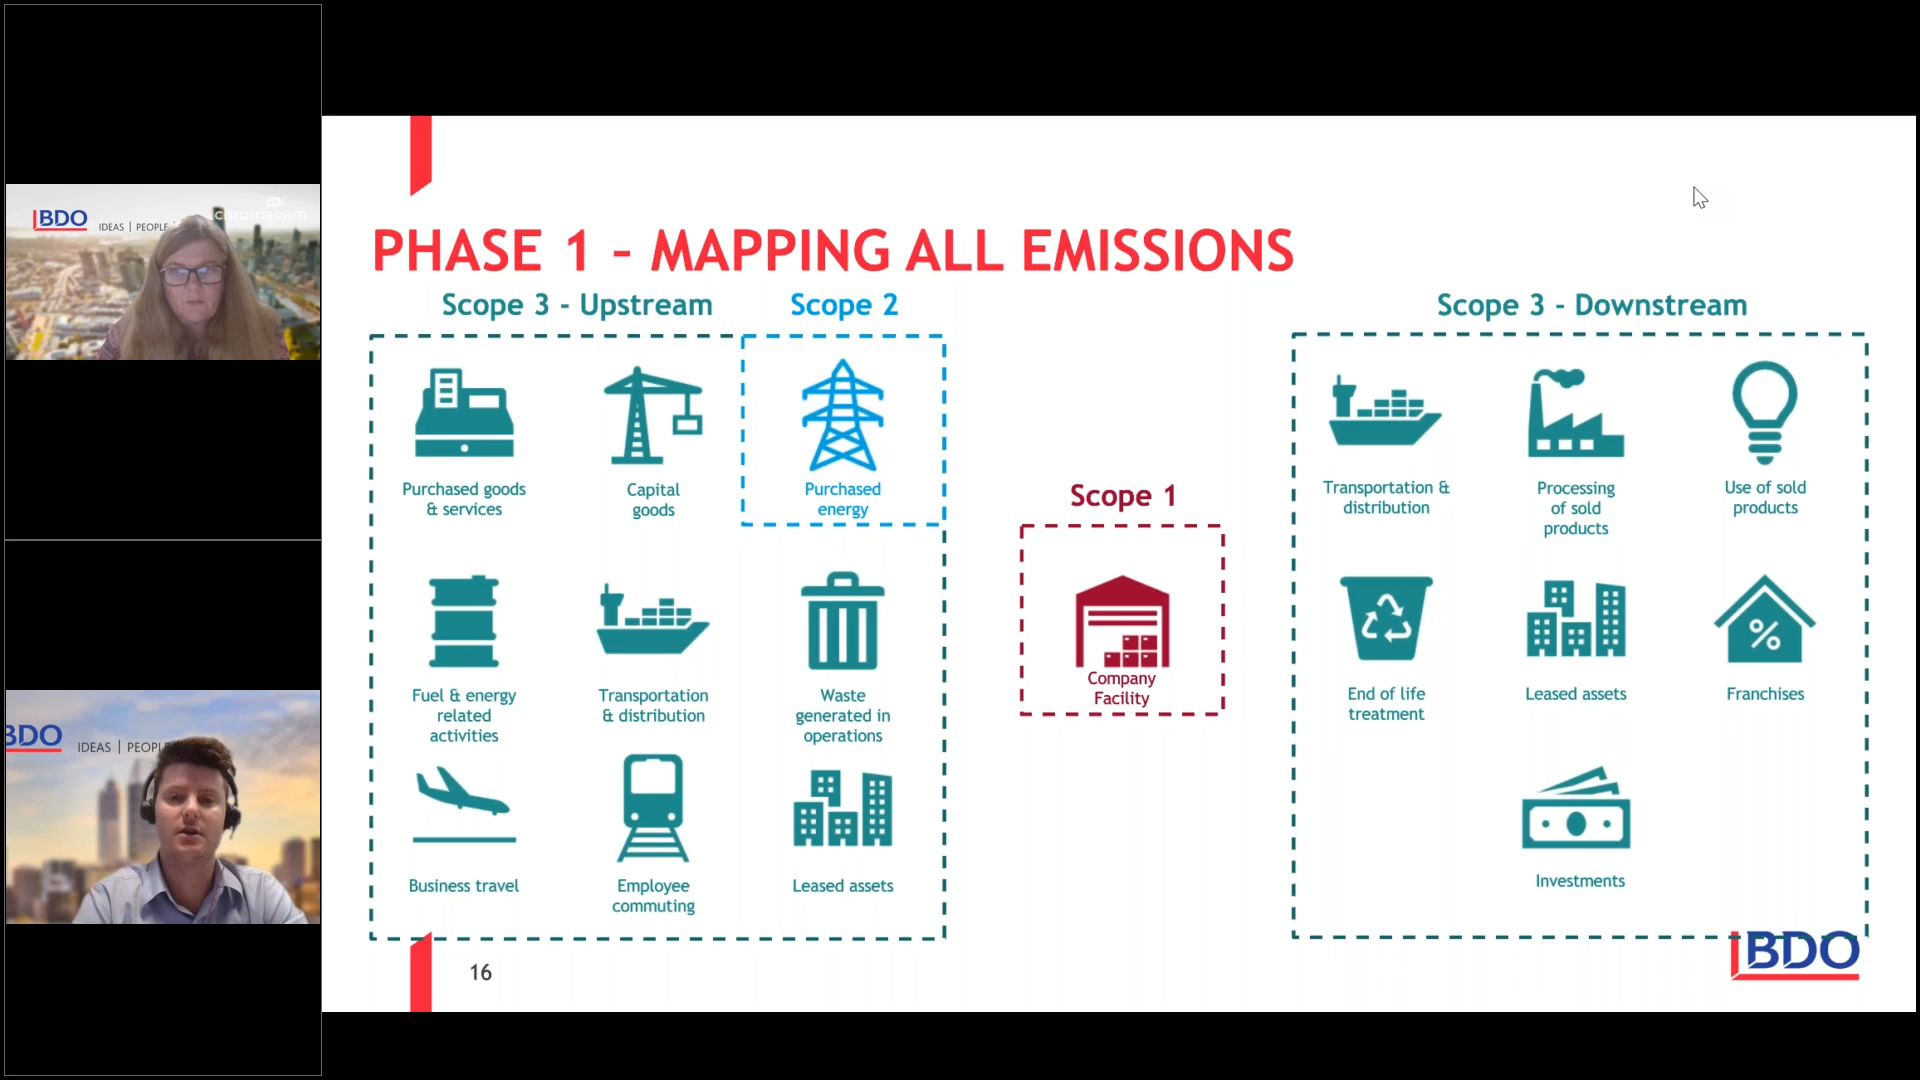 BDO
IDEAS | PEOPLE
chromacam
BDO
IDEAS | PEOPLE
PHASE 1 – MAPPING ALL EMISSIONS
Scope 3 - Upstream
Scope 2
Purchased goods
& services
Capital
goods
Purchased
energy
Fuel & energy
related
activities
Transportation
& distribution
Waste
generated in
operations
Business travel
Employee
commuting
Leased assets
Scope 1
Company
Facility
Scope 3 - Downstream
Transportation &
distribution
Processing
of sold
products
Use of sold
products
End of life
treatment
Leased assets
%
Franchises
Investments
16
BDO